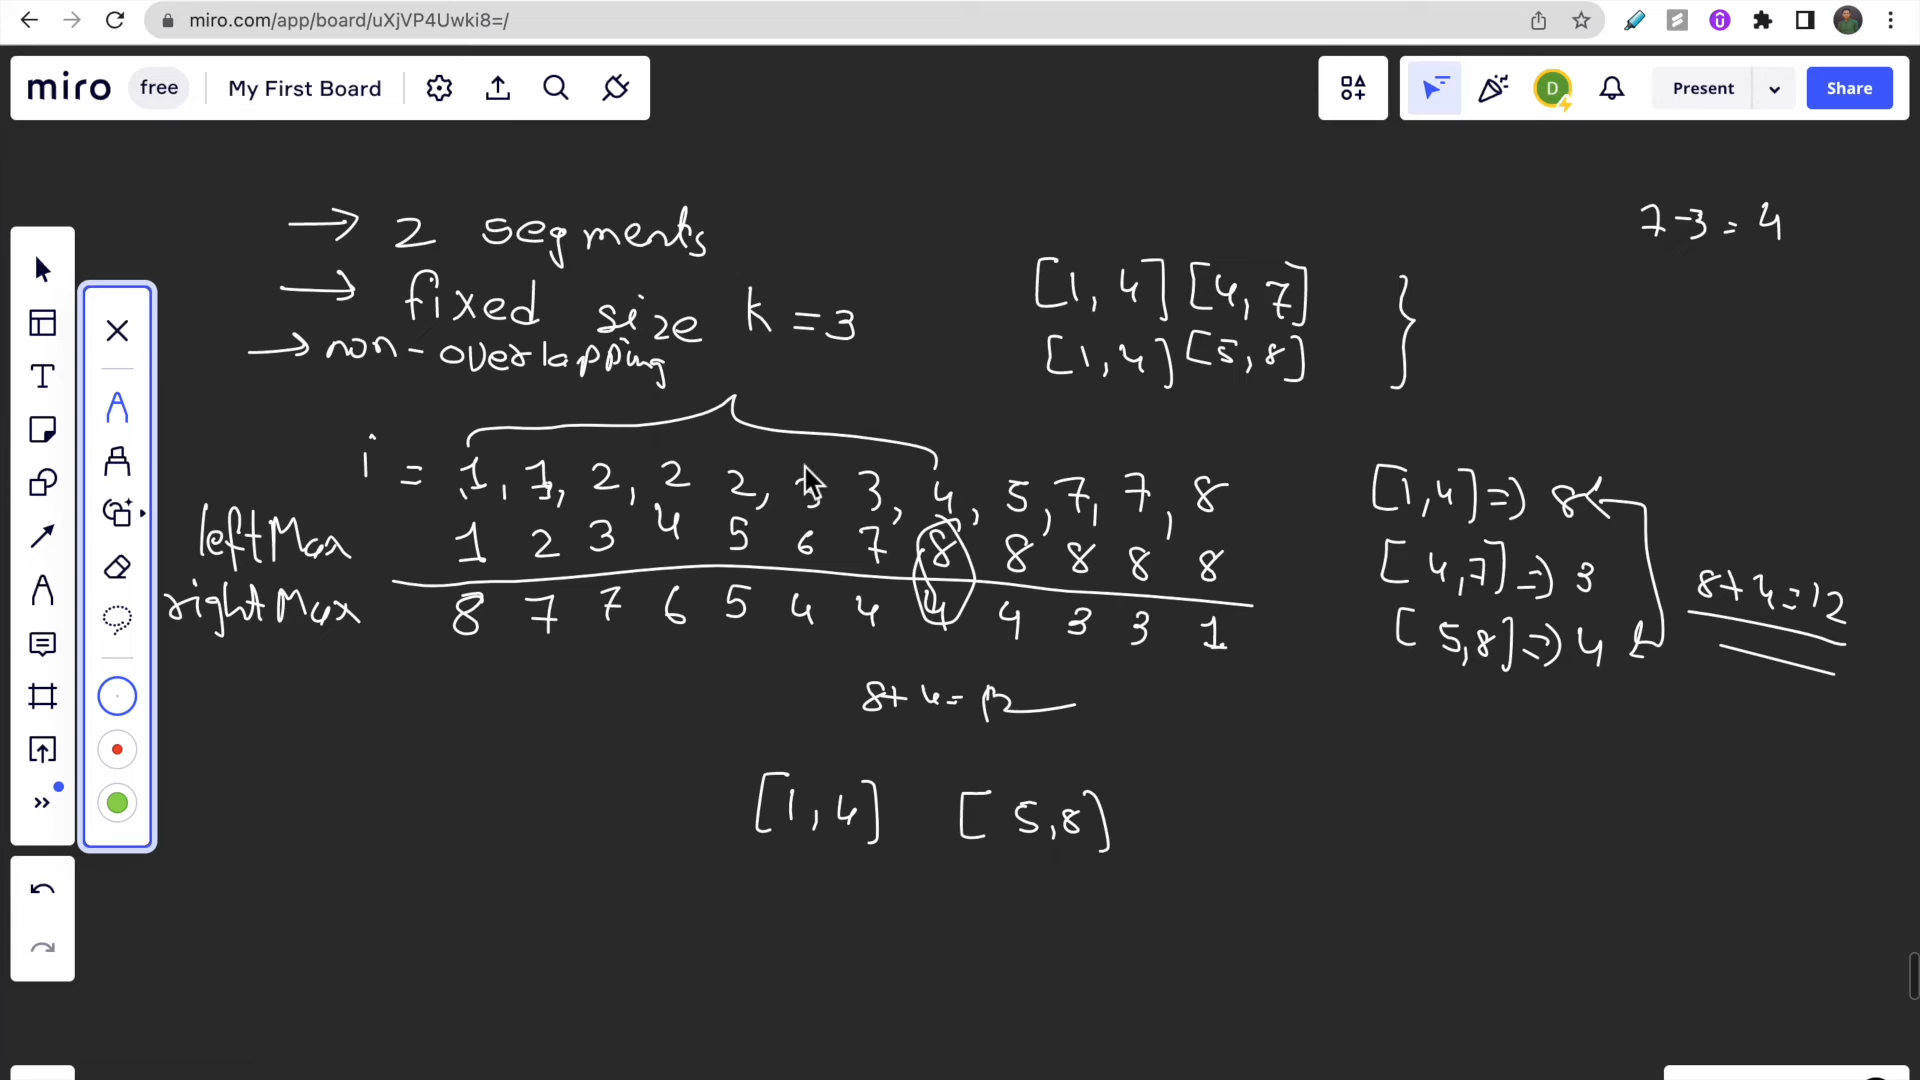 miro.com/app/board/uXjVP4Uwki8=/
miro free My First Board Present Share
D
→ 2 segments
→ fixed size k = 3
→ non-overlapping
[1, 4] [4, 7] }
[1, 4] [5, 8]
7-3 = 4
i = 1, 1, 2, 2 2, 3, 4, 5, 7, 7, 8
leftMax 1 2 3 4 5 6 7 8 8 8 8 8
rightMax 8 7 7 6 5 4 4 4 4 3 3 1
[1, 4] => 8
[4,7] => 3
[5,8] => 4
8+4=12
8+4= 12
[1, 4] [5,8]